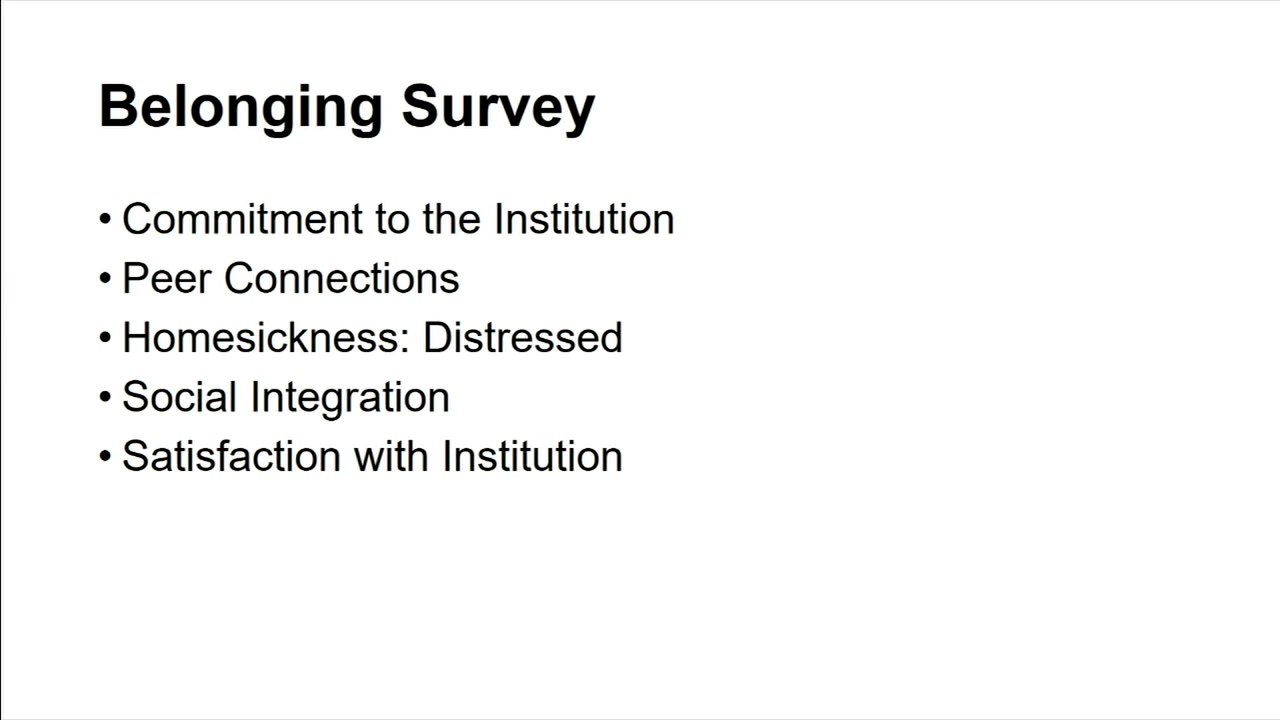 Belonging Survey
• Commitment to the Institution
• Peer Connections
• Homesickness: Distressed
• Social Integration
• Satisfaction with Institution